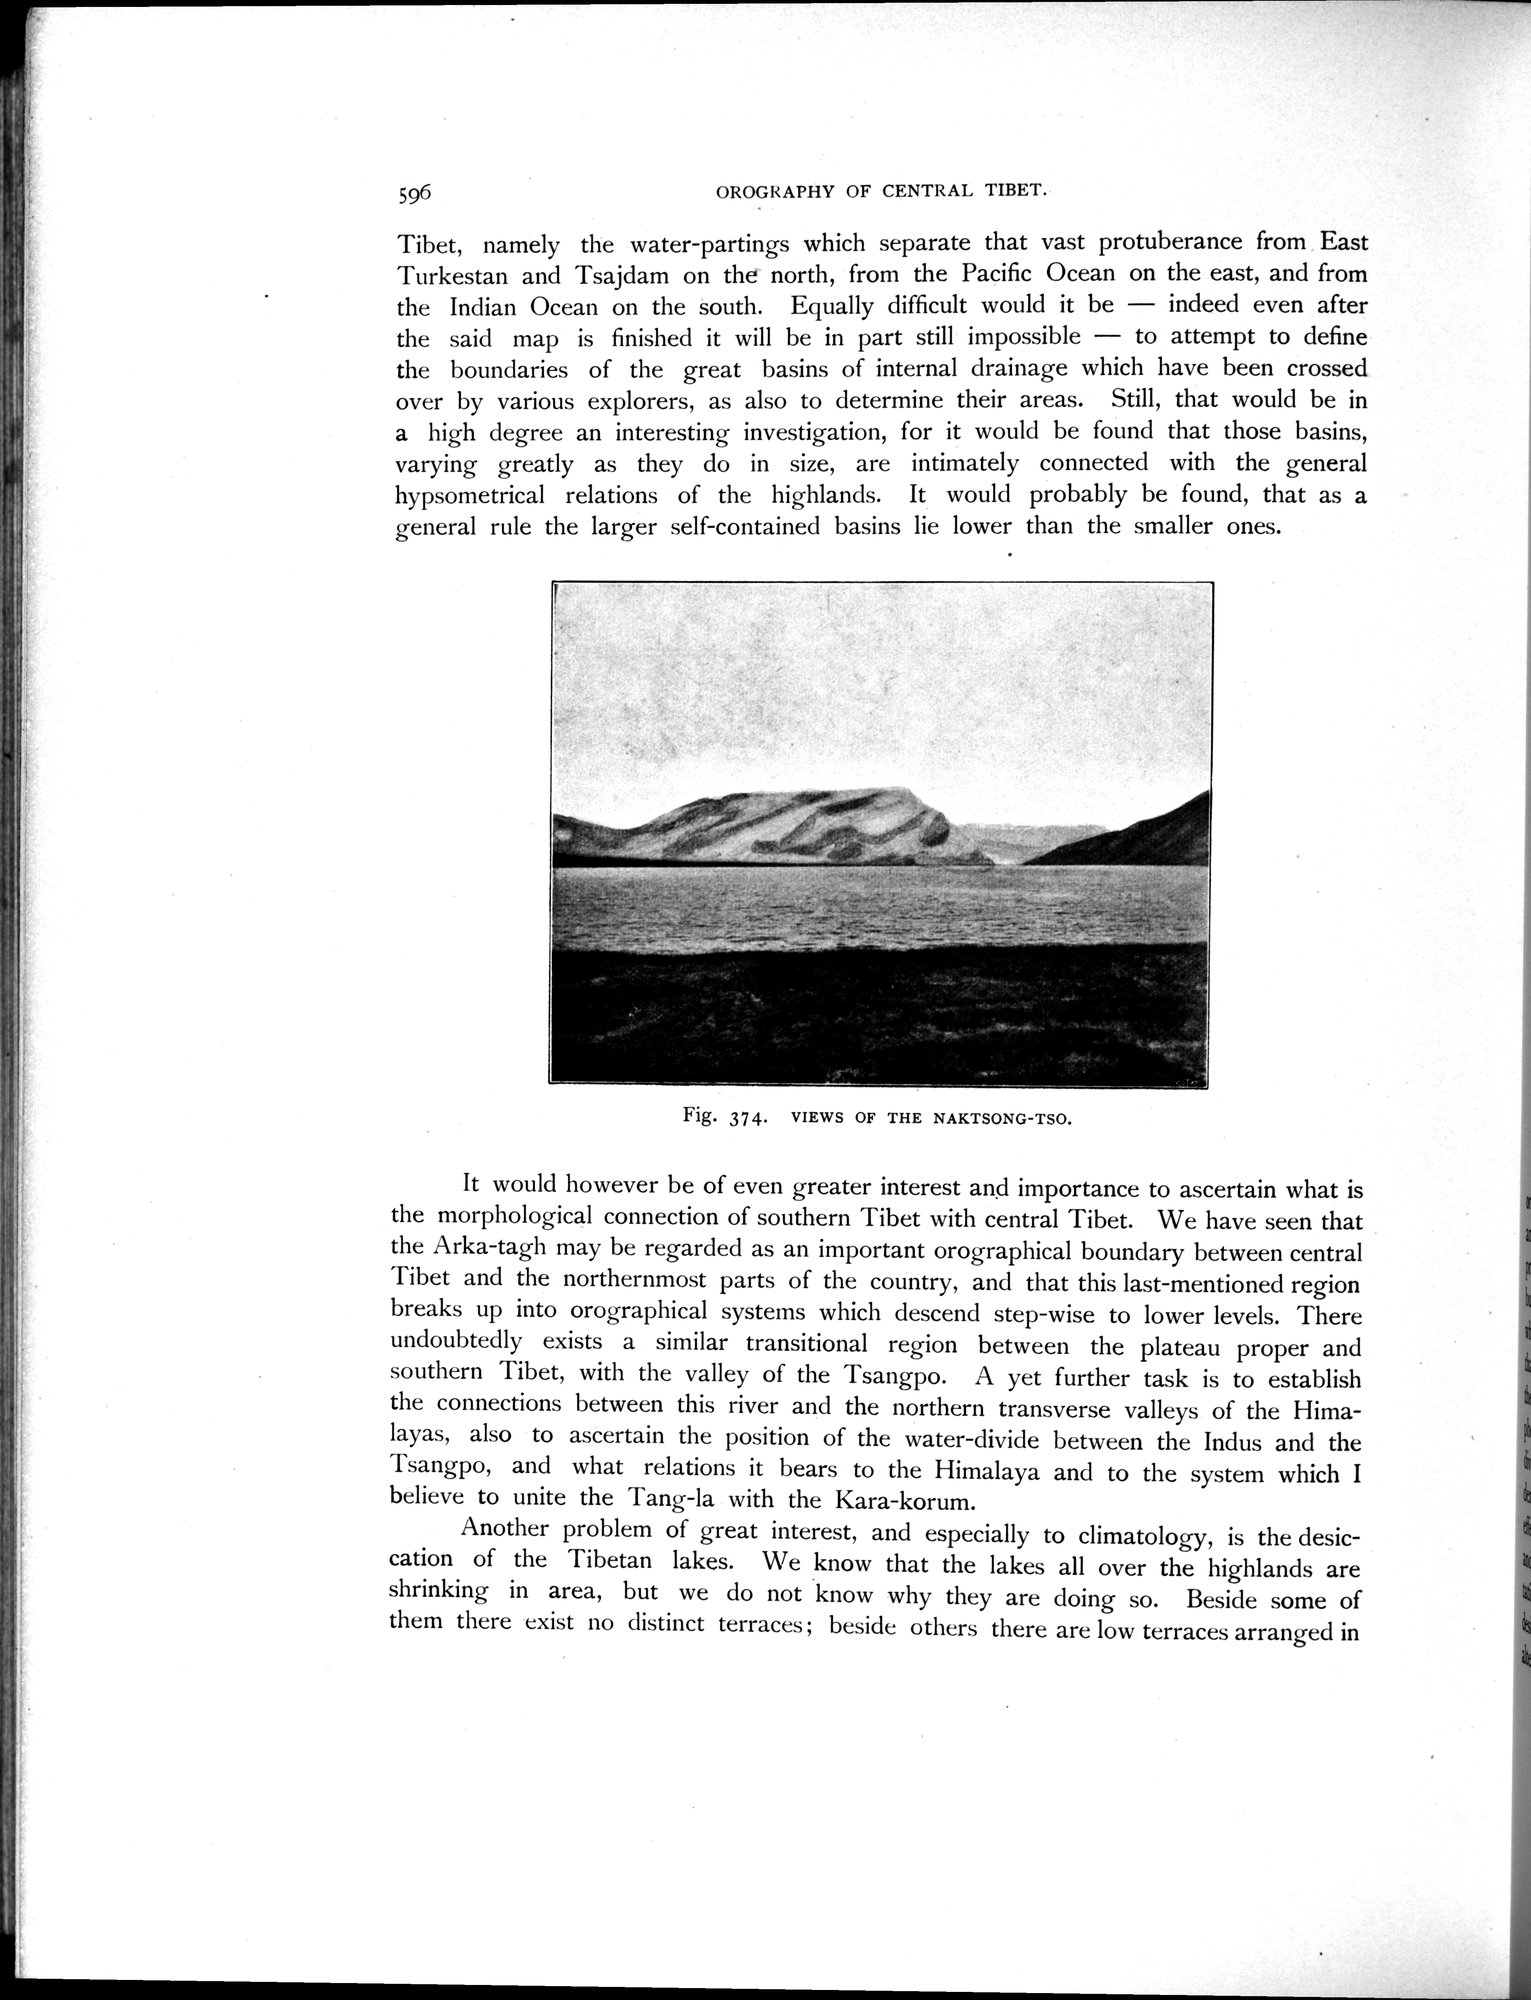 596
OROGRAPHY OF CENTRAL TIBET.
Tibet, namely the water-partings which separate that vast protuberance from East
Turkestan and Tsajdam on the north, from the Pacific Ocean on the east, and from
the Indian Ocean on the south. Equally difficult would it be — indeed even after
the said map is finished it will be in part still impossible — to attempt to define
the boundaries of the great basins of internal drainage which have been crossed
over by various explorers, as also to determine their areas. Still, that would be in
a high degree an interesting investigation, for it would be found that those basins,
varying greatly as they do in size, are intimately connected with the general
hypsometrical relations of the highlands. It would probably be found, that as a
general rule the larger self-contained basins lie lower than the smaller ones.
Fig. 374. VIEWS OF THE NAKTSONG-TSO.
It would however be of even greater interest and importance to ascertain what is
the morphological connection of southern Tibet with central Tibet. We have seen that
the Arka-tagh may be regarded as an important orographical boundary between central
Tibet and the northernmost parts of the country, and that this last-mentioned region
breaks up into orographical systems which descend step-wise to lower levels. There
undoubtedly exists a similar transitional region between the plateau proper and
southern Tibet, with the valley of the Tsangpo. A yet further task is to establish
the connections between this river and the northern transverse valleys of the Hima-
layas, also to ascertain the position of the water-divide between the Indus and the
Tsangpo, and what relations it bears to the Himalaya and to the system which I
believe to unite the Tang-la with the Kara-korum.
Another problem of great interest, and especially to climatology, is the desic-
cation of the Tibetan lakes. We know that the lakes all over the highlands are
shrinking in area, but we do not know why they are doing so. Beside some of
them there exist no distinct terraces; beside others there are low terraces arranged in